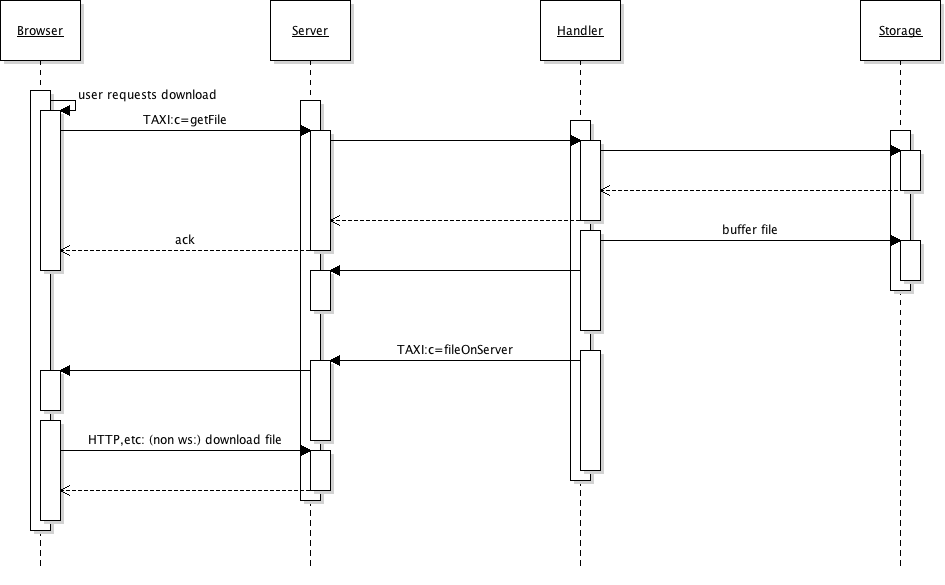 Browser
Server
Handler
Storage
user requests download
TAXI:c=getFile
buffer file
ack
TAXI:c=fileOnServer
HTTP,etc: (non ws:) download file